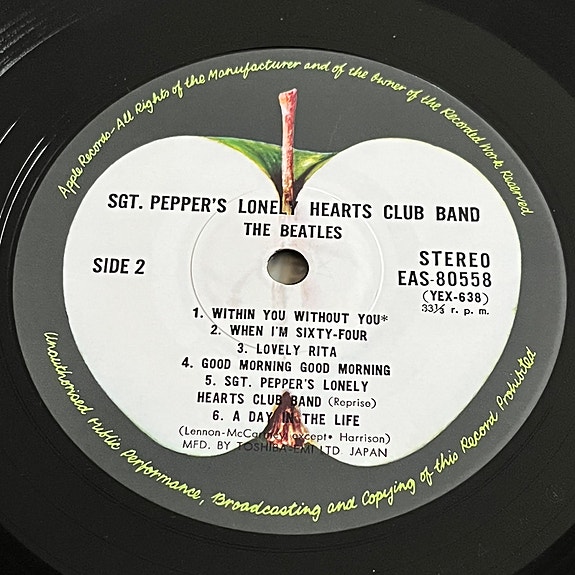 Apple Records-All Rights of the Manufacturer and of the Owner of the Recorded Work Reserved
SGT. PEPPER'S LONELY HEARTS CLUB BAND
THE BEATLES
SIDE 2
STEREO
EAS-80558
(YEX-638)
33⅓ r. p. m.
1. WITHIN YOU WITHOUT YOU*
2. WHEN I'M SIXTY-FOUR
3. LOVELY RITA
4. GOOD MORNING GOOD MORNING
5. SGT. PEPPER'S LONELY
HEARTS CLUB BAND (Reprise)
6. A DAY IN THE LIFE
(Lennon-McCartney except* Harrison)
MFD. BY TOSHIBA-EMI LTD. JAPAN
Unauthorised Public Performance, Broadcasting and Copying of this Record Prohibited